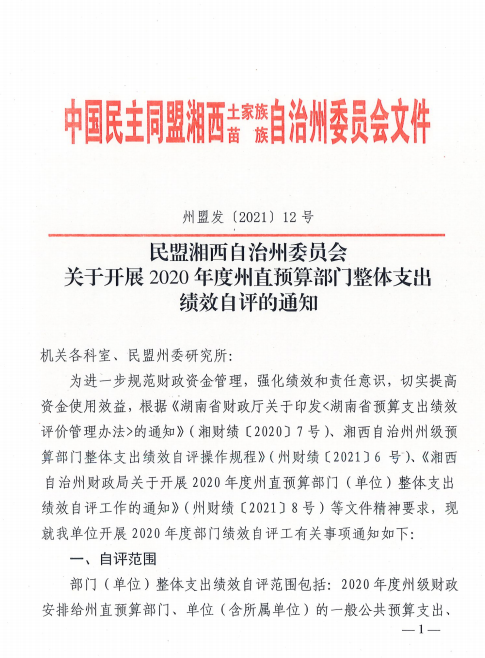 中国民主同盟湘西土家族苗族自治州委员会文件
州盟发〔2021〕12号
民盟湘西自治州委员会
关于开展 2020 年度州直预算部门整体支出
绩效自评的通知
机关各科室、民盟州委研究所：
为进一步规范财政资金管理，强化绩效和责任意识，切实提高
资金使用效益，根据《湖南省财政厅关于印发<湖南省预算支出绩效
评价管理办法>的通知》（湘财绩〔2020〕7号）、湘西自治州州级预
算部门整体支出绩效自评操作规程》（州财绩〔2021〕6 号）、《湘西
自治州财政局关于开展 2020 年度州直预算部门（单位）整体支出
绩效自评工作的通知》（州财绩〔2021〕8号）等文件精神要求，现
就我单位开展 2020 年度部门绩效自评工有关事项通知如下：
一、自评范围
部门（单位）整体支出绩效自评范围包括：2020 年度州级财政
安排给州直预算部门、单位（含所属单位）的一般公共预算支出、
—1—